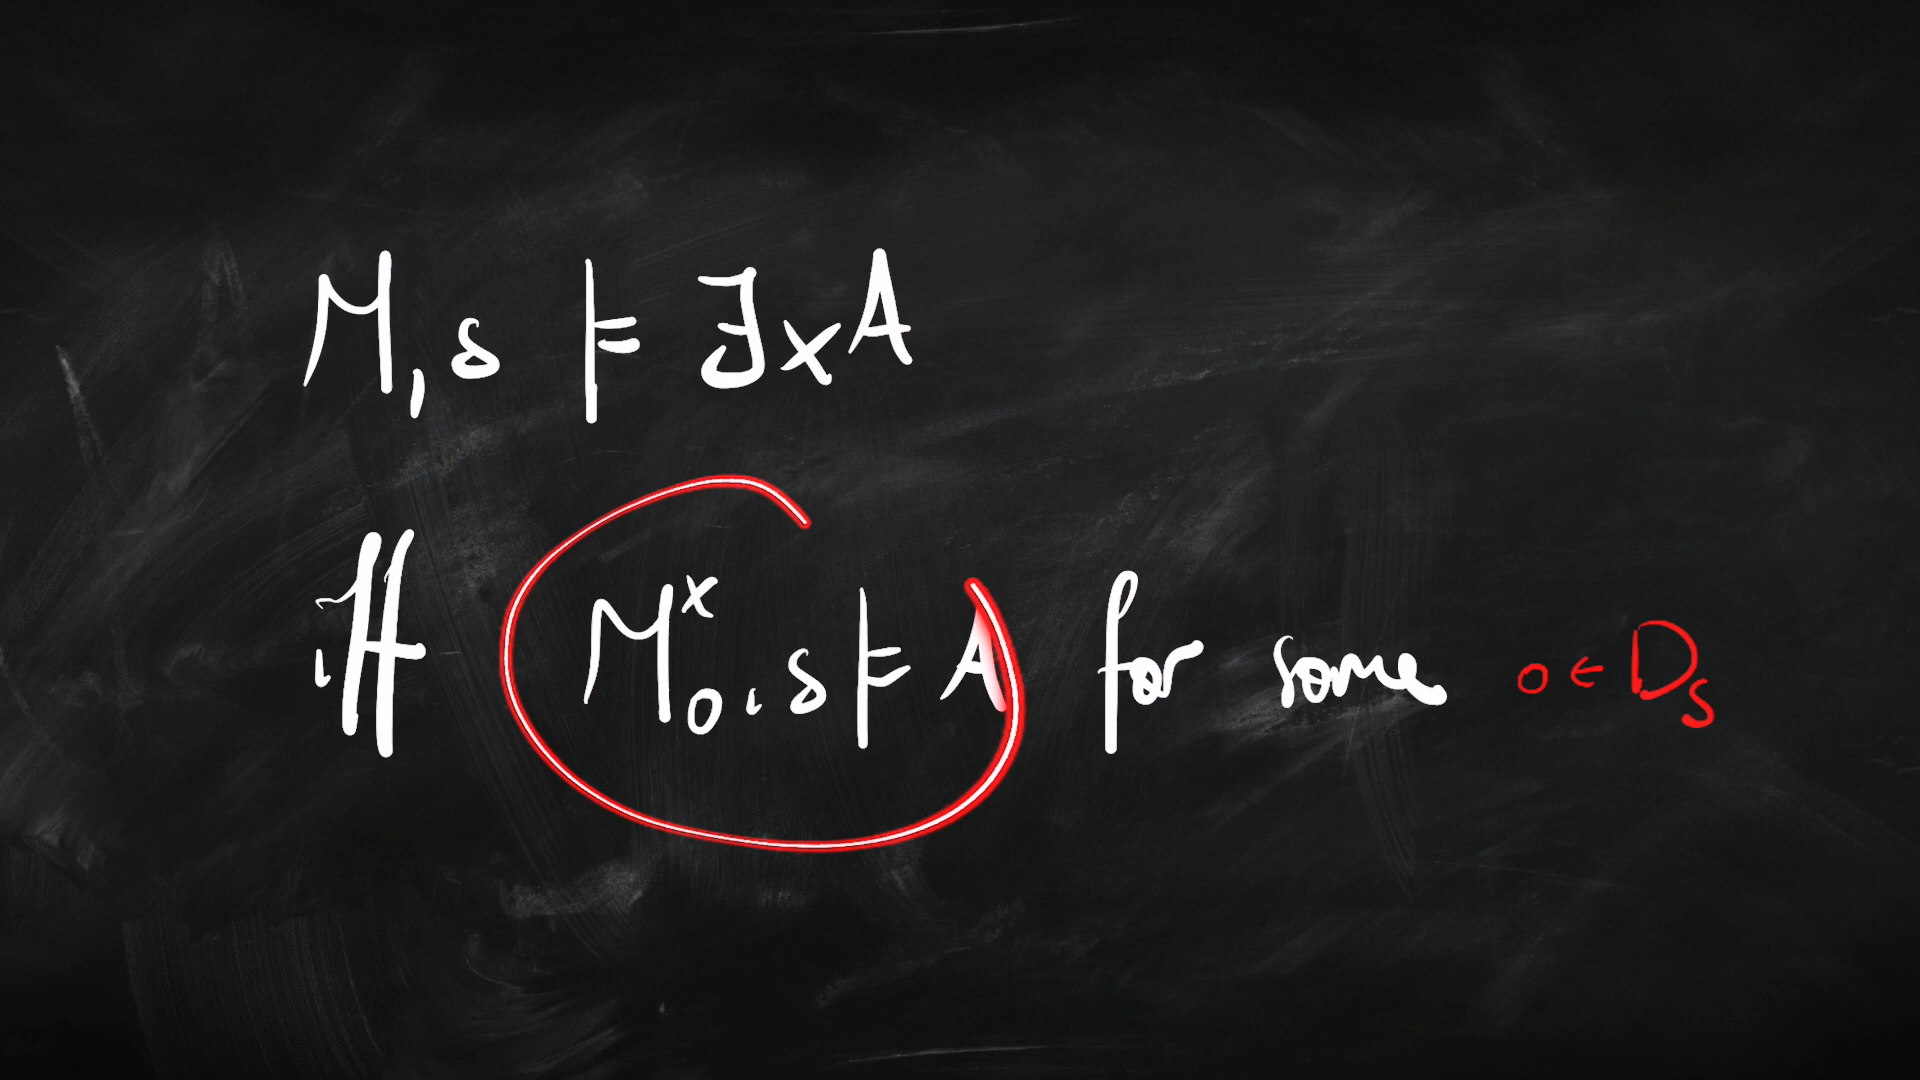 M, s ⊨ ∃xA
iff M^x_o, s ⊨ A for some o ∈ D_s